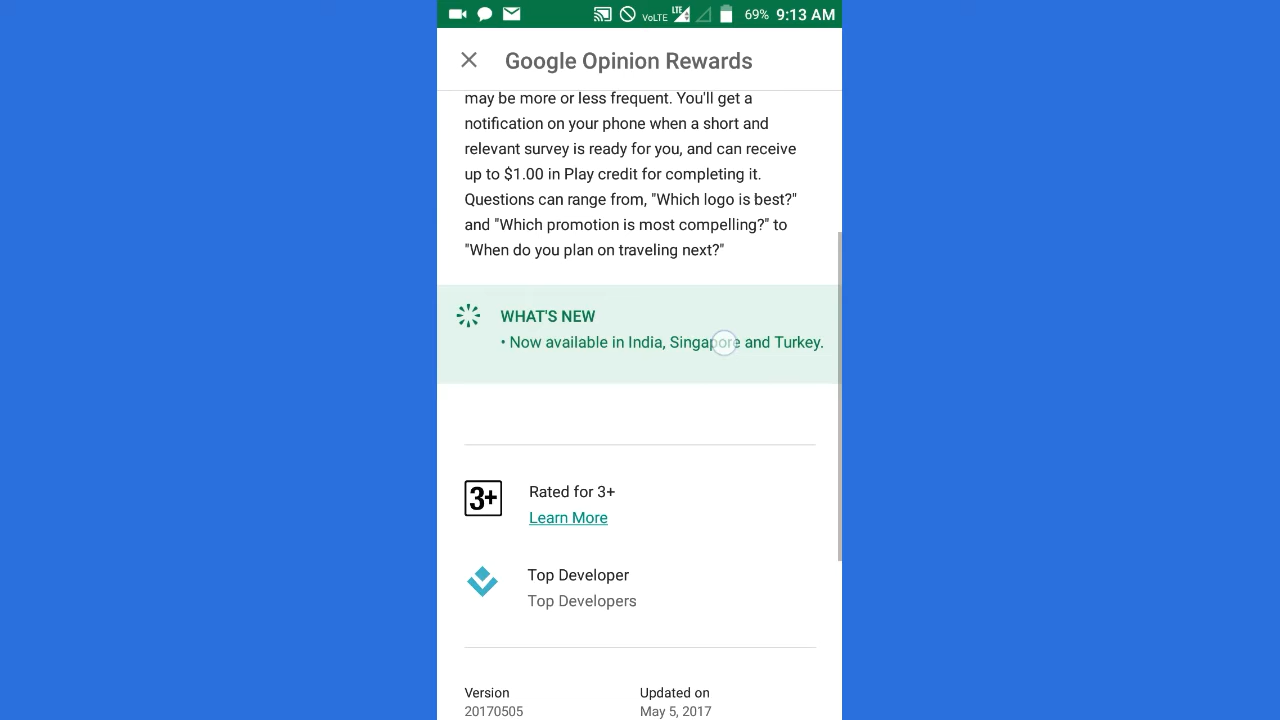 VoLTE LTE 69% 9:13 AM
Google Opinion Rewards
may be more or less frequent. You'll get a
notification on your phone when a short and
relevant survey is ready for you, and can receive
up to $1.00 in Play credit for completing it.
Questions can range from, "Which logo is best?"
and "Which promotion is most compelling?" to
"When do you plan on traveling next?"
WHAT'S NEW
• Now available in India, Singapore and Turkey.
3+
Rated for 3+
Learn More
Top Developer
Top Developers
Version
20170505
Updated on
May 5, 2017